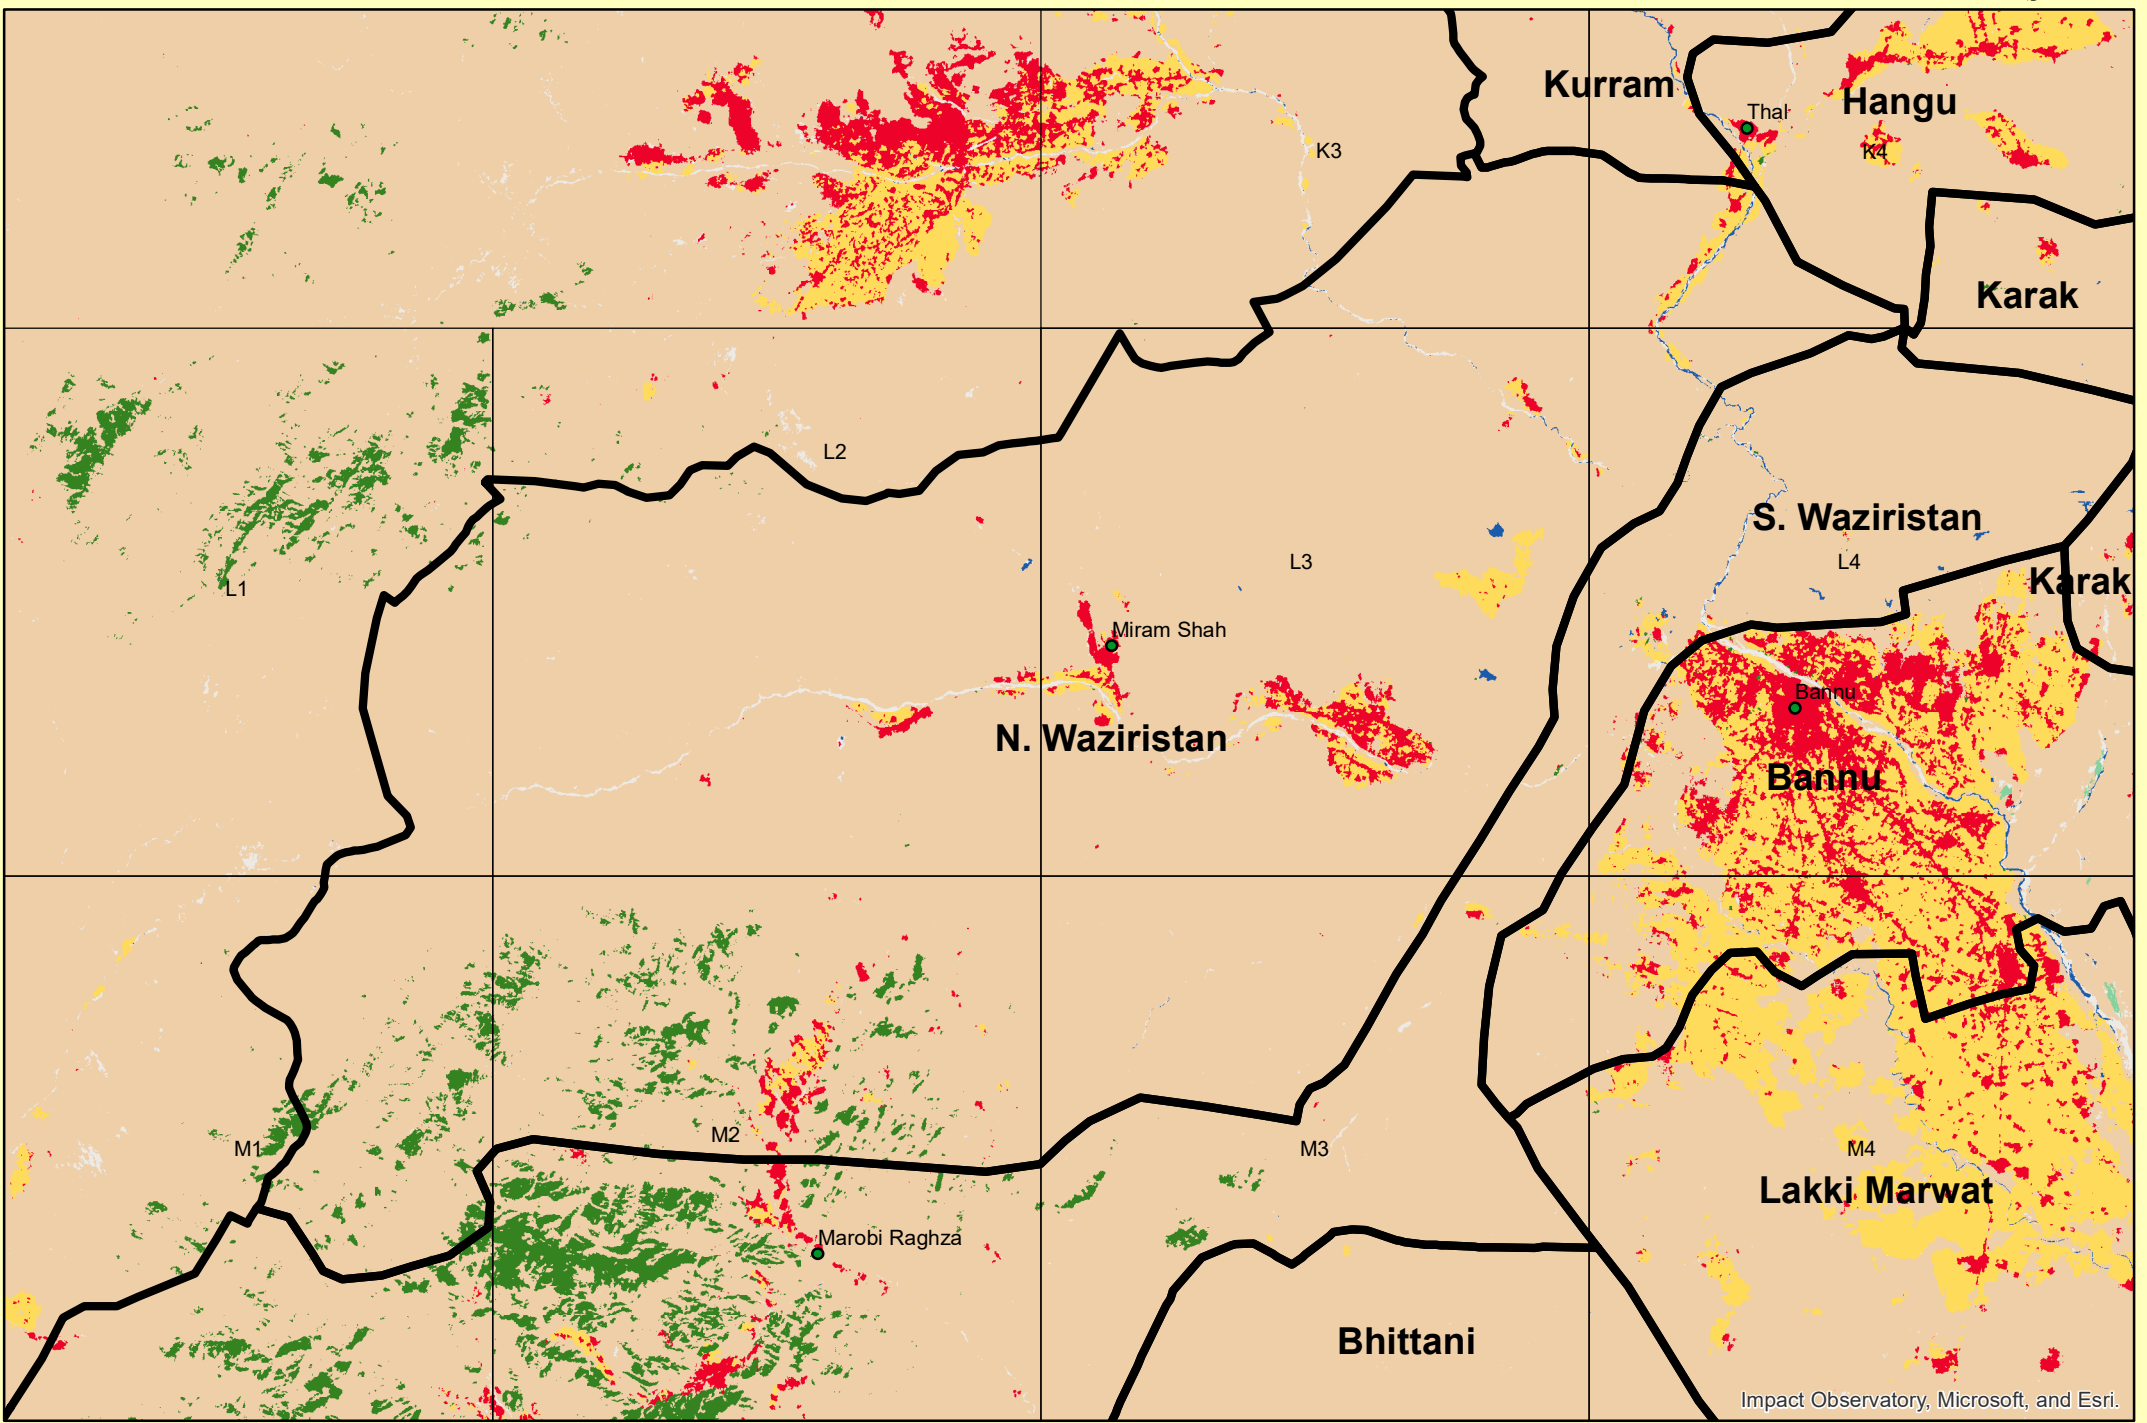 Kurram
Thal
Hangu
K3
K4
Karak
L2
S. Waziristan
L1
L3
L4
Karak
Miram Shah
Bannu
N. Waziristan
Bannu
M1
M2
M3
M4
Lakki Marwat
Marobi Raghza
Bhittani
Impact Observatory, Microsoft, and Esri.